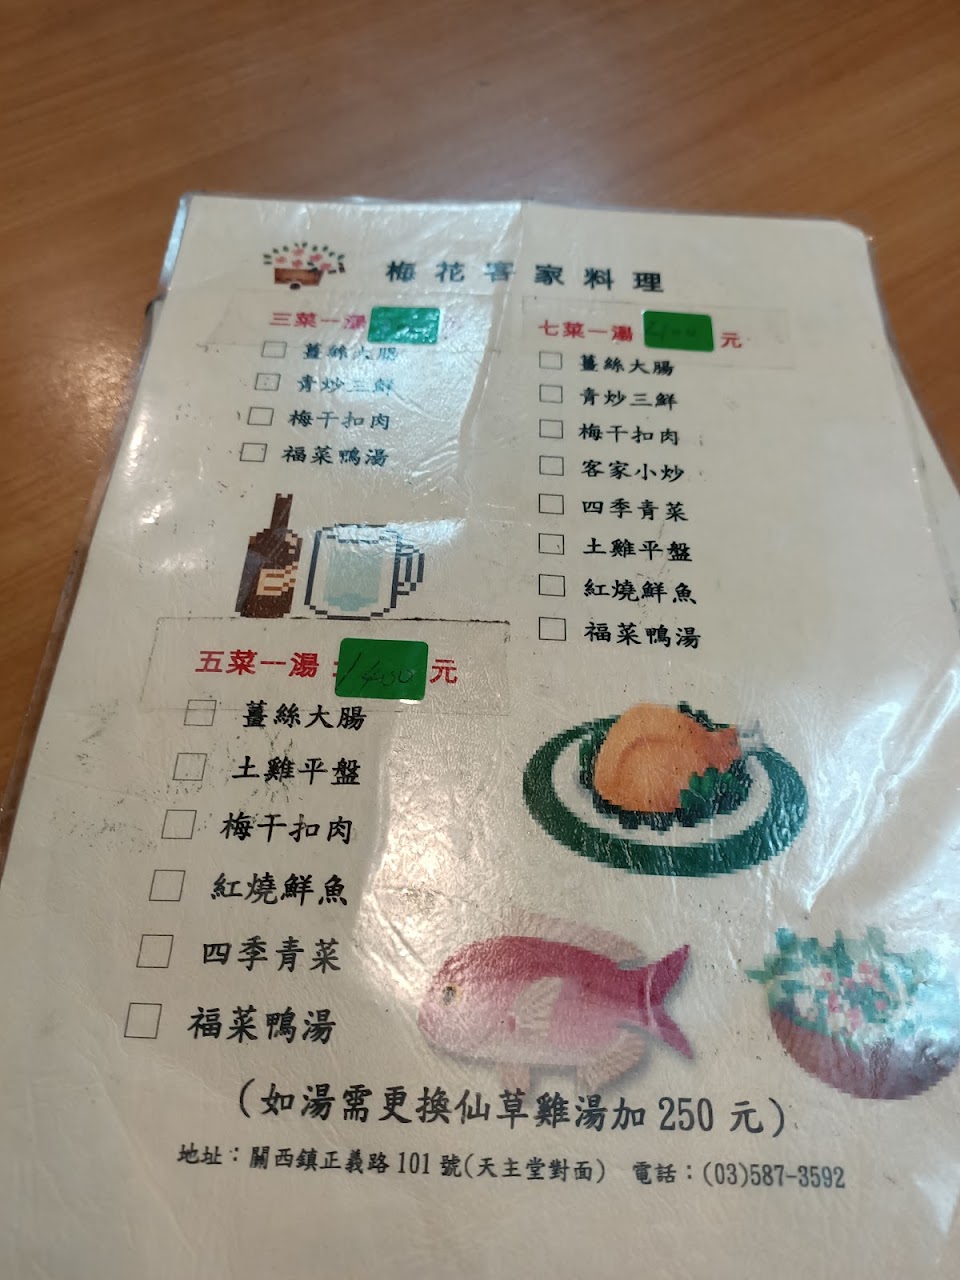 梅花客家料理
三菜一湯
薑絲大腸
青炒三鮮
梅干扣肉
福菜鴨湯
七菜一湯 元
薑絲大腸
青炒三鮮
梅干扣肉
客家小炒
四季青菜
土雞平盤
紅燒鮮魚
福菜鴨湯
五菜一湯：1400元
薑絲大腸
土雞平盤
梅干扣肉
紅燒鮮魚
四季青菜
福菜鴨湯
(如湯需更換仙草雞湯加 250 元)
地址：關西鎮正義路 101 號(天主堂對面) 電話：(03)587-3592